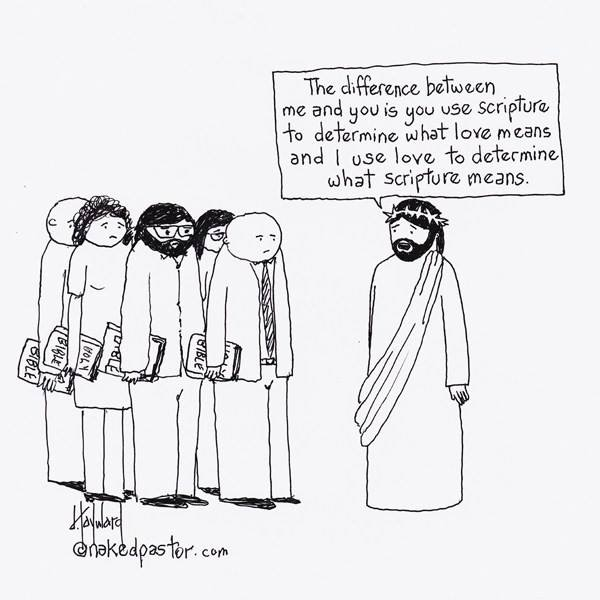 The difference between
me and you is you use scripture
to determine what love means
and I use love to determine
what scripture means.
BIBLE
BIBLE
HOLY
BIBLE
BIBLE
D.Hayward
@nakedpastor.com